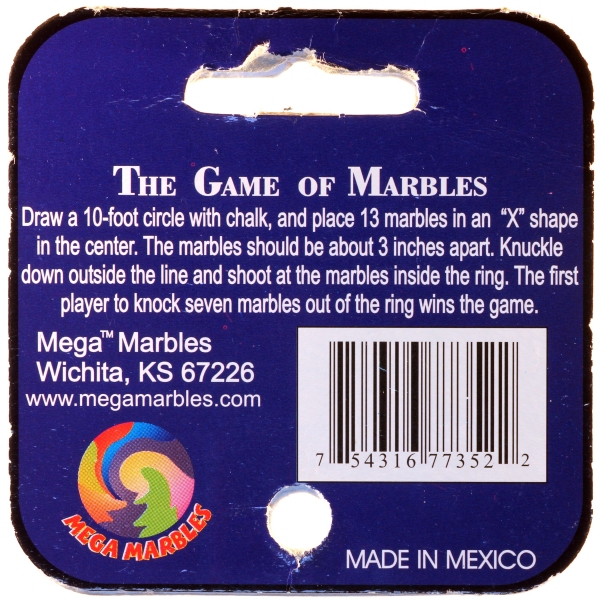 THE GAME OF MARBLES
Draw a 10-foot circle with chalk, and place 13 marbles in an "X" shape
in the center. The marbles should be about 3 inches apart. Knuckle
down outside the line and shoot at the marbles inside the ring. The first
player to knock seven marbles out of the ring wins the game.
Mega™ Marbles
Wichita, KS 67226
www.megamarbles.com
7 54316 77352 2
MEGA MARBLES
MADE IN MEXICO